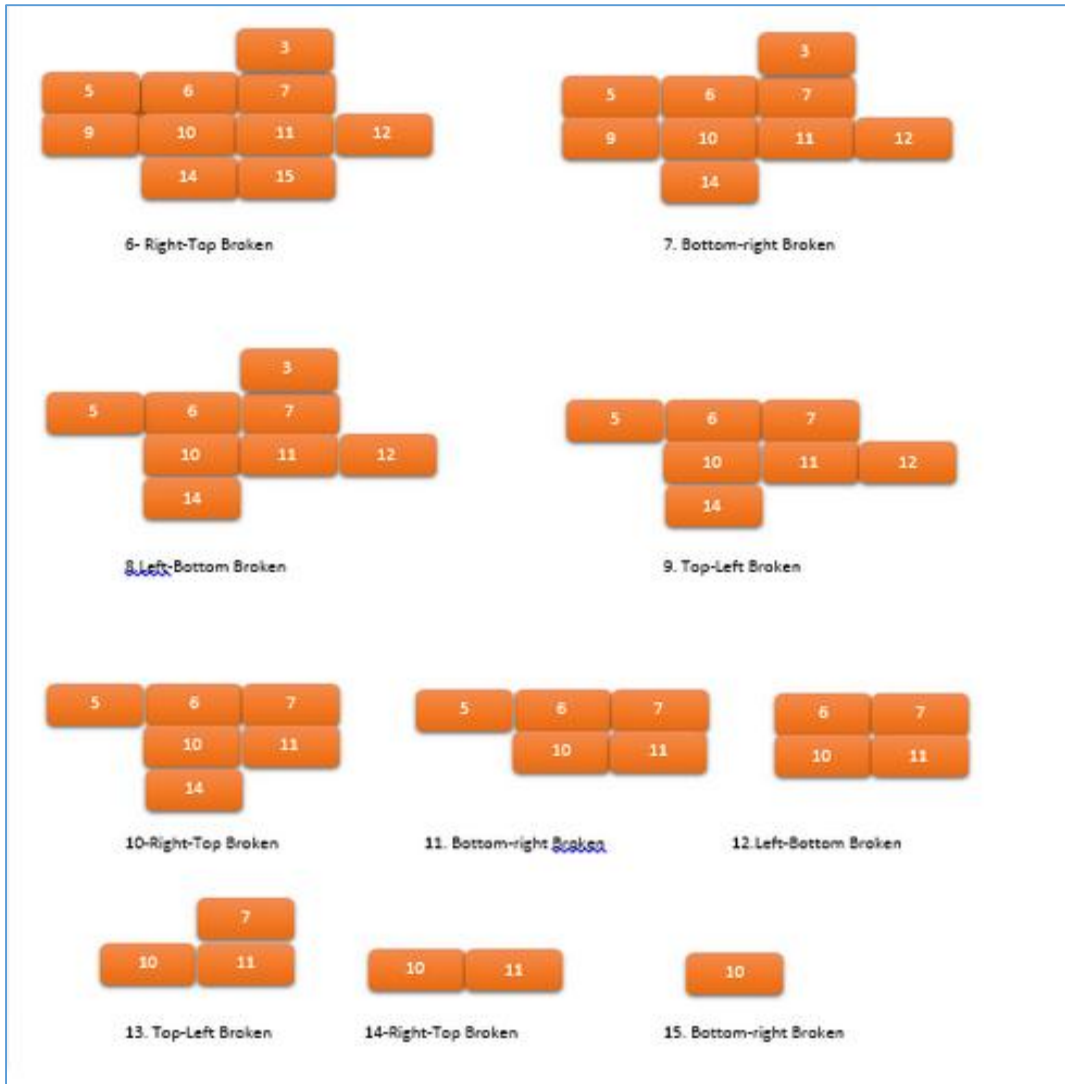 3
3
5 6 7
5 6 7
9 10 11 12
9 10 11 12
14 15
14
6- Right-Top Broken
7. Bottom-right Broken
3
5 6 7
5 6 7
10 11 12
10 11 12
14
14
8.Left-Bottom Broken
9. Top-Left Broken
5 6 7
5 6 7
6 7
10 11
10 11
10 11
14
10-Right-Top Broken
11. Bottom-right Broken
12.Left-Bottom Broken
7
10 11
10 11
10
13. Top-Left Broken
14-Right-Top Broken
15. Bottom-right Broken